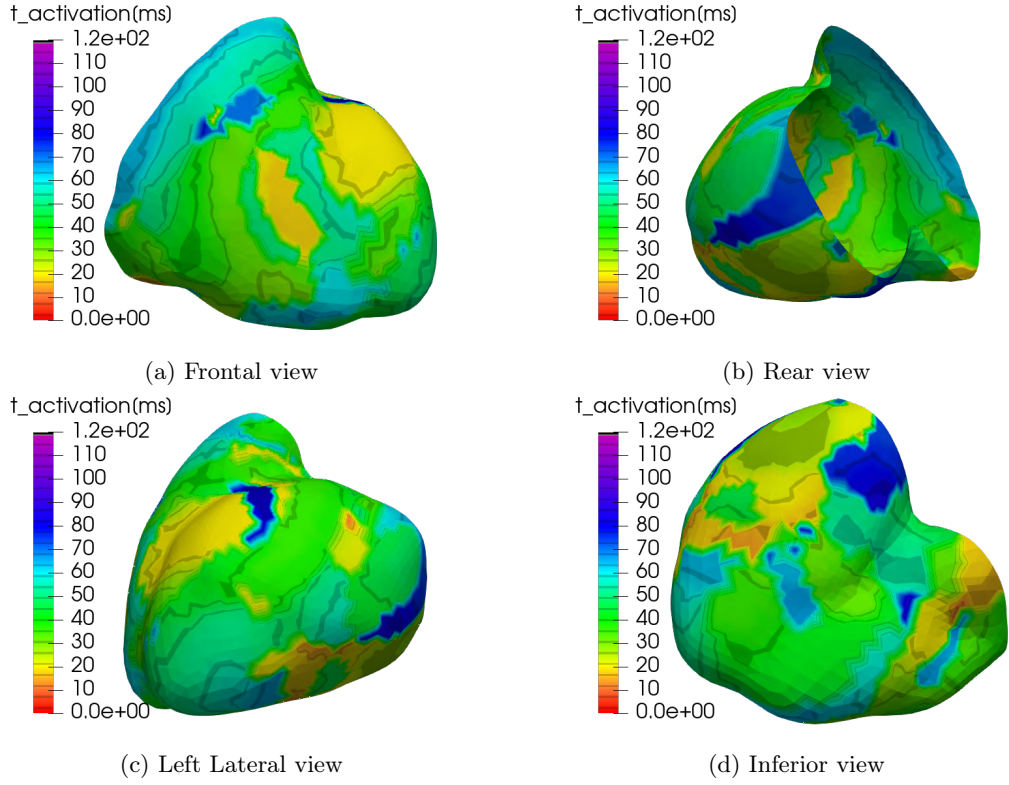 t_activation(ms)
1.2e+02
110
100
90
80
70
60
50
40
30
20
10
0.0e+00
(a) Frontal view
t_activation(ms)
1.2e+02
110
100
90
80
70
60
50
40
30
20
10
0.0e+00
(b) Rear view
t_activation(ms)
1.2e+02
110
100
90
80
70
60
50
40
30
20
10
0.0e+00
(c) Left Lateral view
t_activation(ms)
1.2e+02
110
100
90
80
70
60
50
40
30
20
10
0.0e+00
(d) Inferior view